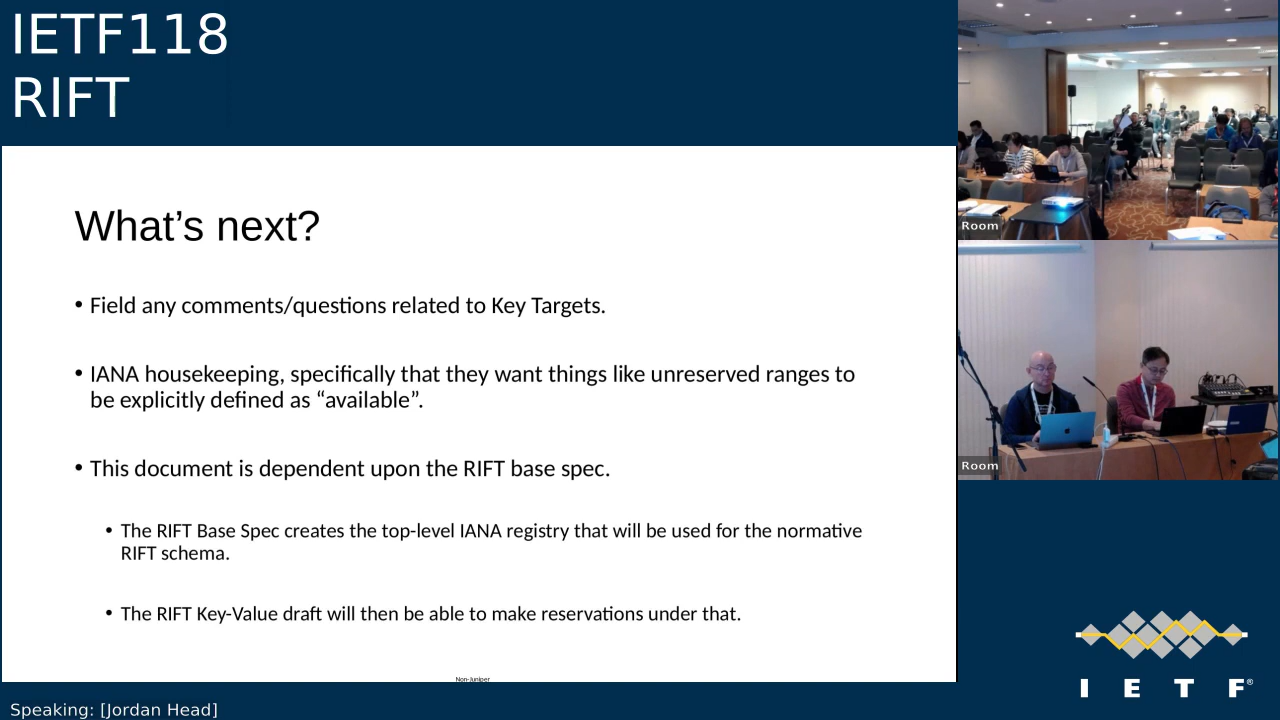 IETF118
RIFT
What’s next?
• Field any comments/questions related to Key Targets.
• IANA housekeeping, specifically that they want things like unreserved ranges to
be explicitly defined as “available”.
• This document is dependent upon the RIFT base spec.
• The RIFT Base Spec creates the top-level IANA registry that will be used for the normative
RIFT schema.
• The RIFT Key-Value draft will then be able to make reservations under that.
Non-Juniper
Room
Room
I E T F®
Speaking: [Jordan Head]